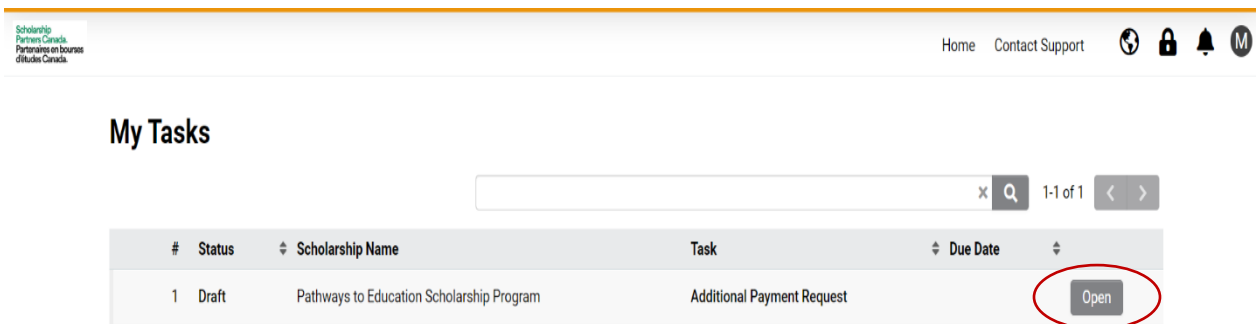 Scholarship
Partners Canada.
Partenaires en bourses
d'études Canada.
Home Contact Support M
My Tasks
1-1 of 1
# Status Scholarship Name Task Due Date
1 Draft Pathways to Education Scholarship Program Additional Payment Request Open